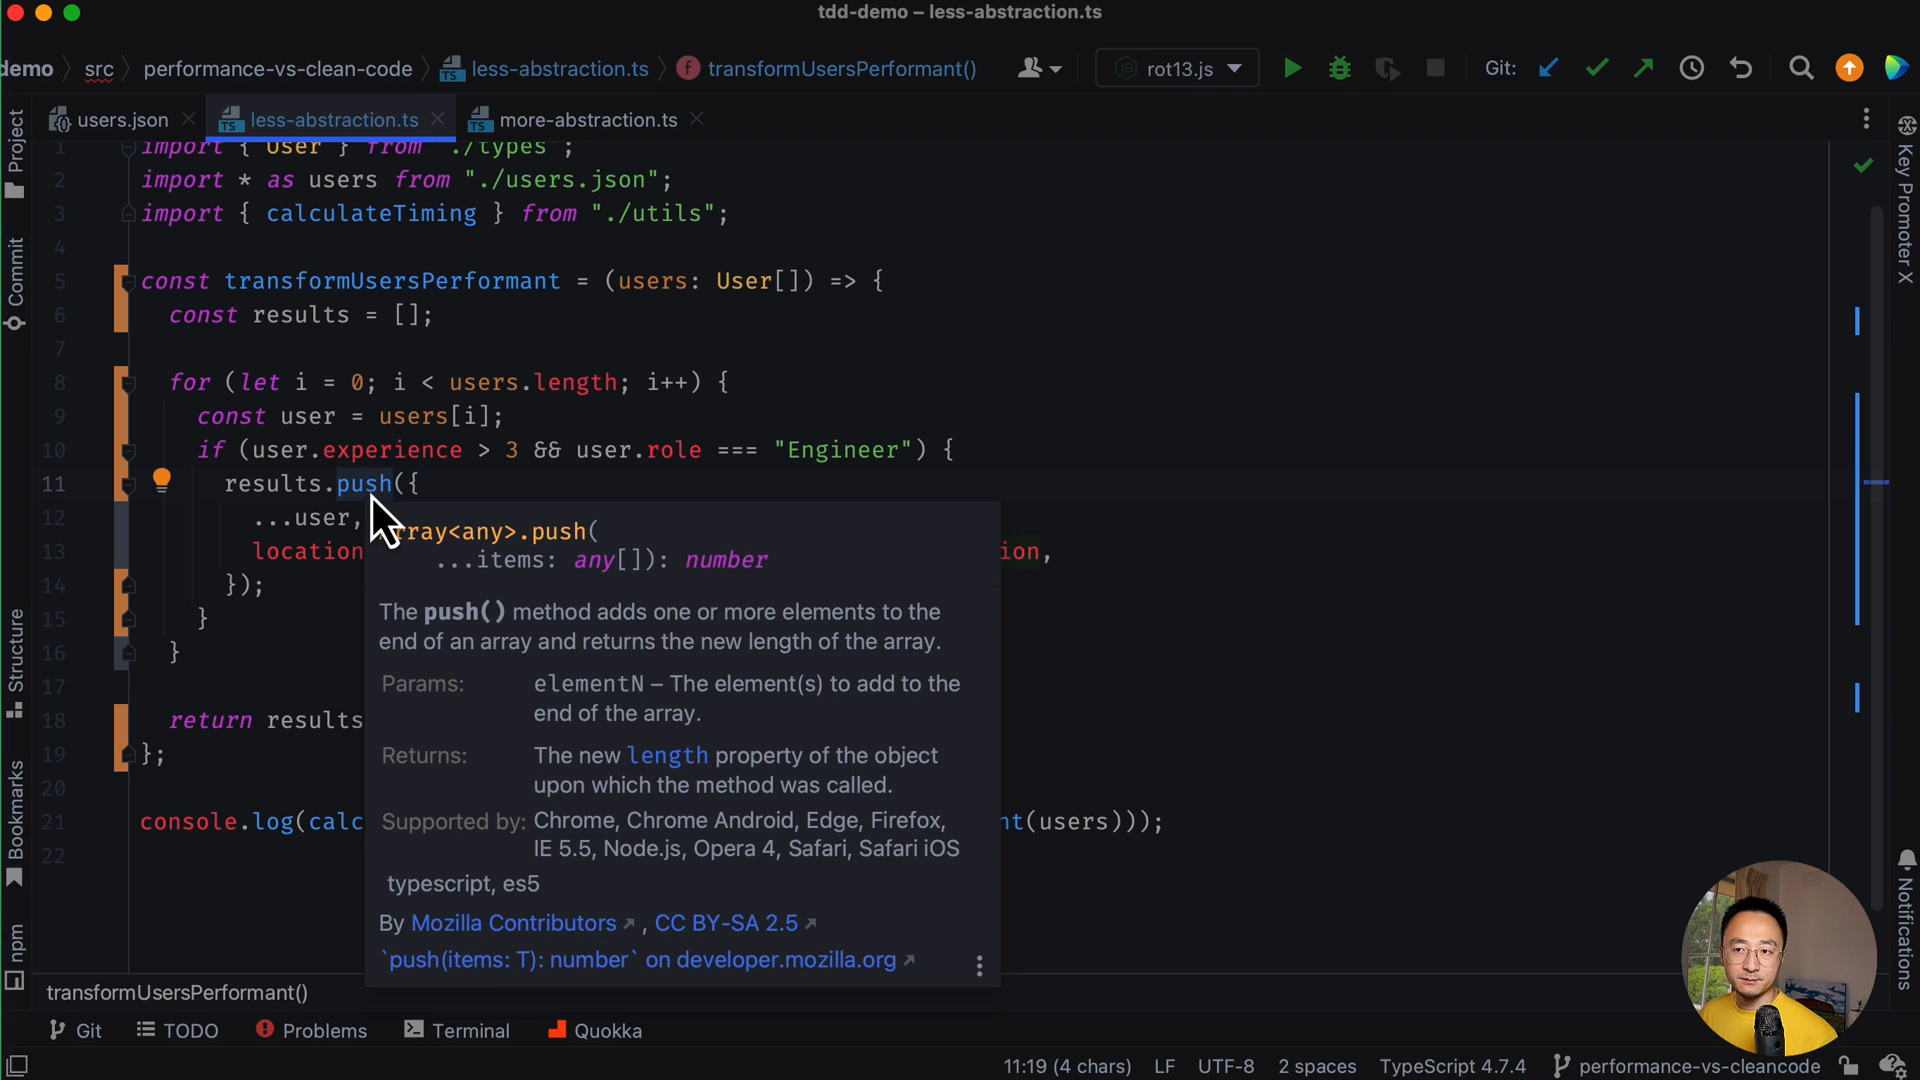 tdd-demo – less-abstraction.ts
demo src performance-vs-clean-code less-abstraction.ts transformUsersPerformant() rot13.js Git:
users.json less-abstraction.ts more-abstraction.ts
Project
Commit
Structure
Bookmarks
npm
1 import { User } from "./types";
2 import * as users from "./users.json";
3 import { calculateTiming } from "./utils";
4
5 const transformUsersPerformant = (users: User[]) => {
6 const results = [];
7
8 for (let i = 0; i < users.length; i++) {
9 const user = users[i];
10 if (user.experience > 3 && user.role === "Engineer") {
11 results.push({
12 ...user,
13 location ion,
14 });
15 }
16 }
17
18 return results
19 };
20
21 console.log(calc nt(users)));
22
rray<any>.push(
...items: any[]): number
The push() method adds one or more elements to the
end of an array and returns the new length of the array.
Params: elementN – The element(s) to add to the
end of the array.
Returns: The new length property of the object
upon which the method was called.
Supported by: Chrome, Chrome Android, Edge, Firefox,
IE 5.5, Node.js, Opera 4, Safari, Safari iOS
typescript, es5
By Mozilla Contributors , CC BY-SA 2.5
`push(items: T): number` on developer.mozilla.org
Key Promoter X
Notifications
transformUsersPerformant()
Git TODO Problems Terminal Quokka
11:19 (4 chars) LF UTF-8 2 spaces TypeScript 4.7.4 performance-vs-cleancode